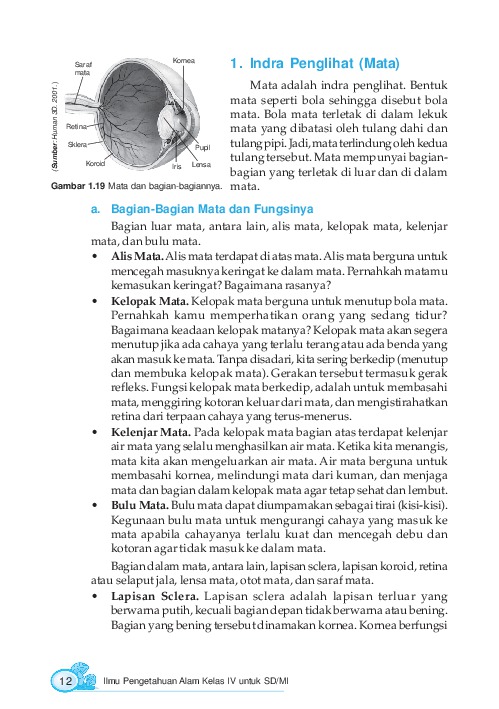 Saraf
mata
Kornea
Retina
Sklera
Koroid
Iris
Lensa
Pupil
(Sumber: Human 3D. 2001.)
Gambar 1.19 Mata dan bagian-bagiannya.
1. Indra Penglihat (Mata)
Mata adalah indra penglihat. Bentuk
mata seperti bola sehingga disebut bola
mata. Bola mata terletak di dalam lekuk
mata yang dibatasi oleh tulang dahi dan
tulang pipi. Jadi, mata terlindung oleh kedua
tulang tersebut. Mata mempunyai bagian-
bagian yang terletak di luar dan di dalam
mata.
a. Bagian-Bagian Mata dan Fungsinya
Bagian luar mata, antara lain, alis mata, kelopak mata, kelenjar
mata, dan bulu mata.
• Alis Mata. Alis mata terdapat di atas mata. Alis mata berguna untuk
mencegah masuknya keringat ke dalam mata. Pernahkah matamu
kemasukan keringat? Bagaimana rasanya?
• Kelopak Mata. Kelopak mata berguna untuk menutup bola mata.
Pernahkah kamu memperhatikan orang yang sedang tidur?
Bagaimana keadaan kelopak matanya? Kelopak mata akan segera
menutup jika ada cahaya yang terlalu terang atau ada benda yang
akan masuk ke mata. Tanpa disadari, kita sering berkedip (menutup
dan membuka kelopak mata). Gerakan tersebut termasuk gerak
refleks. Fungsi kelopak mata berkedip, adalah untuk membasahi
mata, menggiring kotoran keluar dari mata, dan mengistirahatkan
retina dari terpaan cahaya yang terus-menerus.
• Kelenjar Mata. Pada kelopak mata bagian atas terdapat kelenjar
air mata yang selalu menghasilkan air mata. Ketika kita menangis,
mata kita akan mengeluarkan air mata. Air mata berguna untuk
membasahi kornea, melindungi mata dari kuman, dan menjaga
mata dan bagian dalam kelopak mata agar tetap sehat dan lembut.
• Bulu Mata. Bulu mata dapat diumpamakan sebagai tirai (kisi-kisi).
Kegunaan bulu mata untuk mengurangi cahaya yang masuk ke
mata apabila cahayanya terlalu kuat dan mencegah debu dan
kotoran agar tidak masuk ke dalam mata.
Bagian dalam mata, antara lain, lapisan sclera, lapisan koroid, retina
atau selaput jala, lensa mata, otot mata, dan saraf mata.
• Lapisan Sclera. Lapisan sclera adalah lapisan terluar yang
berwarna putih, kecuali bagian depan tidak berwarna atau bening.
Bagian yang bening tersebut dinamakan kornea. Kornea berfungsi
12 Ilmu Pengetahuan Alam Kelas IV untuk SD/MI